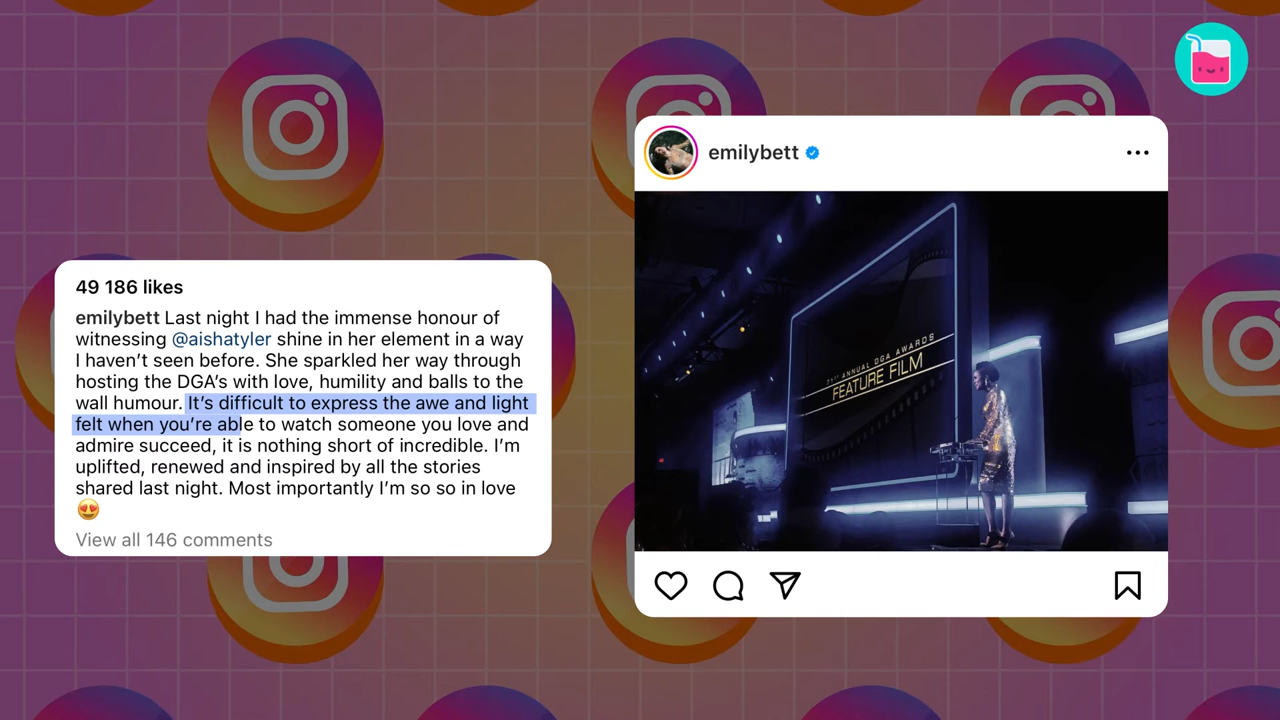 49 186 likes
emilybett Last night I had the immense honour of
witnessing @aishatyler shine in her element in a way
I haven’t seen before. She sparkled her way through
hosting the DGA’s with love, humility and balls to the
wall humour. It’s difficult to express the awe and light
felt when you’re able to watch someone you love and
admire succeed, it is nothing short of incredible. I’m
uplifted, renewed and inspired by all the stories
shared last night. Most importantly I’m so so in love
😍
View all 146 comments
emilybett
71ST ANNUAL DGA AWARDS
FEATURE FILM